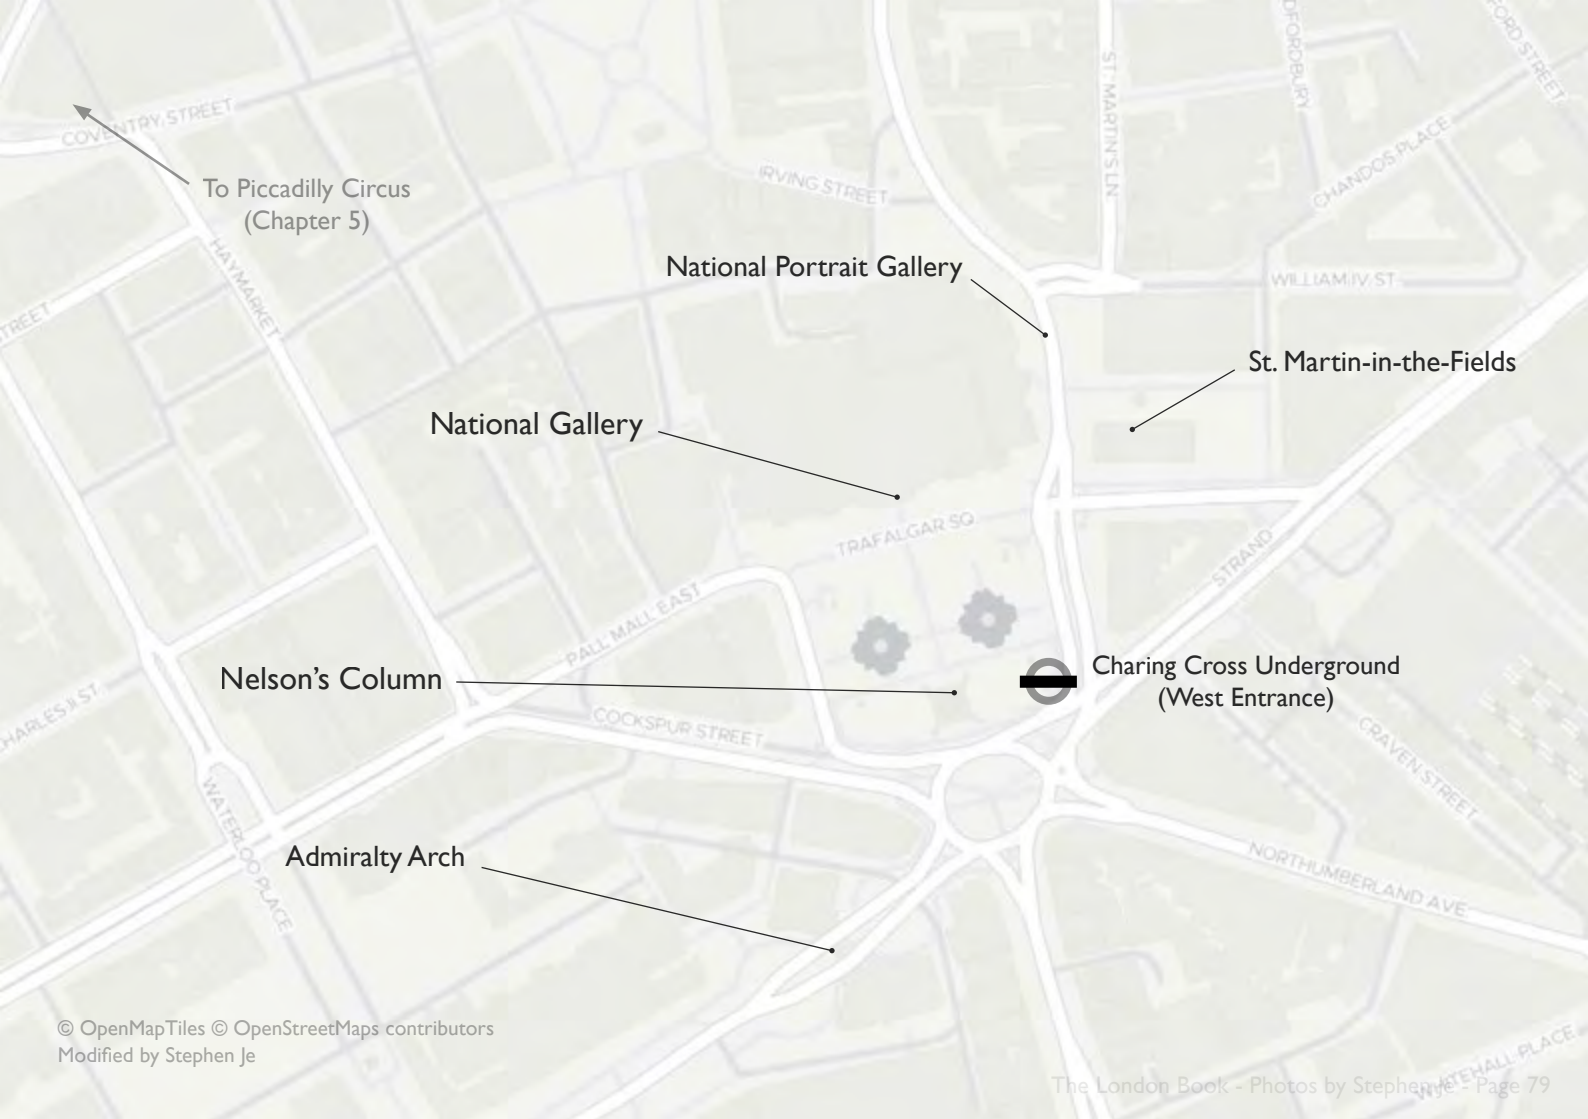 COVENTRY STREET
To Piccadilly Circus
(Chapter 5)
HAYMARKET
IRVING STREET
ST. MARTIN'S LN
CHANDOS PLACE
WILLIAM IV ST
National Portrait Gallery
St. Martin-in-the-Fields
National Gallery
TRAFALGAR SQ
STRAND
PALL MALL EAST
Nelson's Column
Charing Cross Underground
(West Entrance)
CHARLES II ST
COCKSPUR STREET
CRAVEN STREET
WATERLOO PLACE
Admiralty Arch
NORTHUMBERLAND AVE
© OpenMapTiles © OpenStreetMaps contributors
Modified by Stephen Je
The London Book - Photos by Stephen Je - Page 79